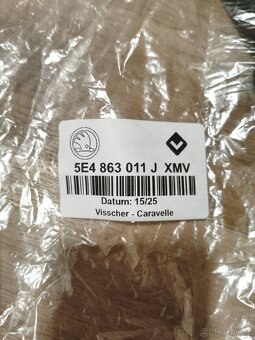 5E4 863 011 J XMV
Datum: 15/25
Visscher - Caravelle